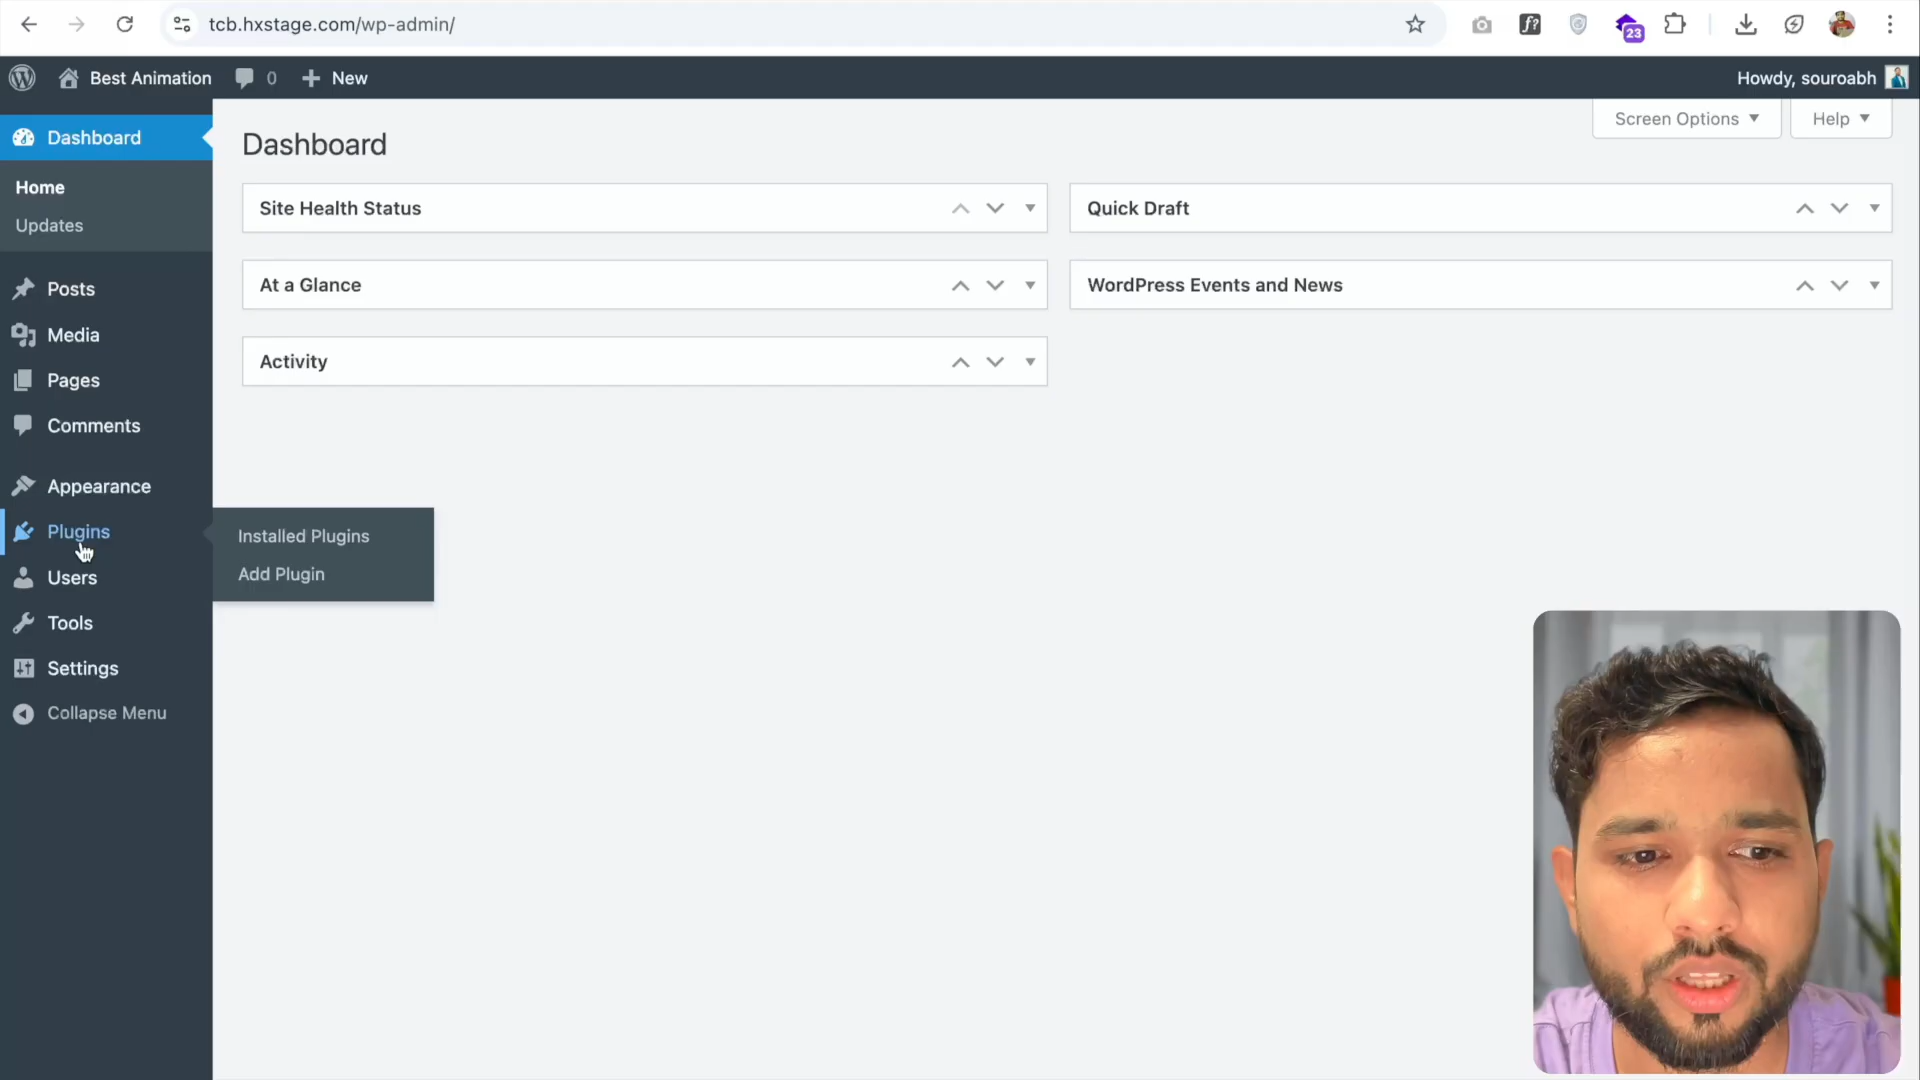 tcb.hxstage.com/wp-admin/
f?
23
Best Animation
0
New
Howdy, souroabh
Dashboard
Home
Updates
Posts
Media
Pages
Comments
Appearance
Plugins
Users
Tools
Settings
Collapse Menu
Installed Plugins
Add Plugin
Screen Options
Help
Dashboard
Site Health Status
Quick Draft
At a Glance
WordPress Events and News
Activity